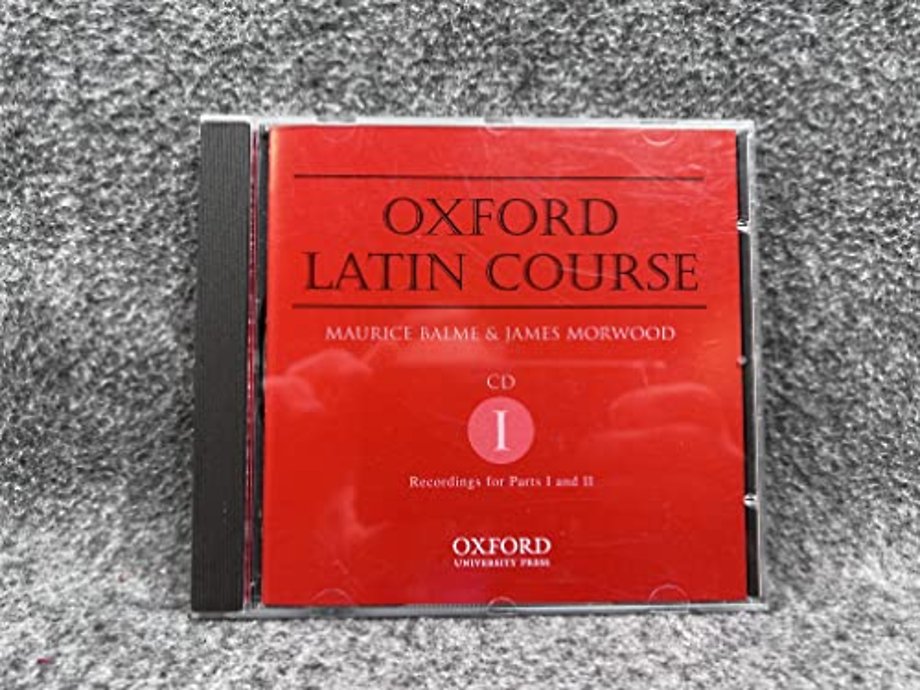 OXFORD
LATIN COURSE
MAURICE BALME & JAMES MORWOOD
CD
I
Recordings for Parts I and II
OXFORD
UNIVERSITY PRESS